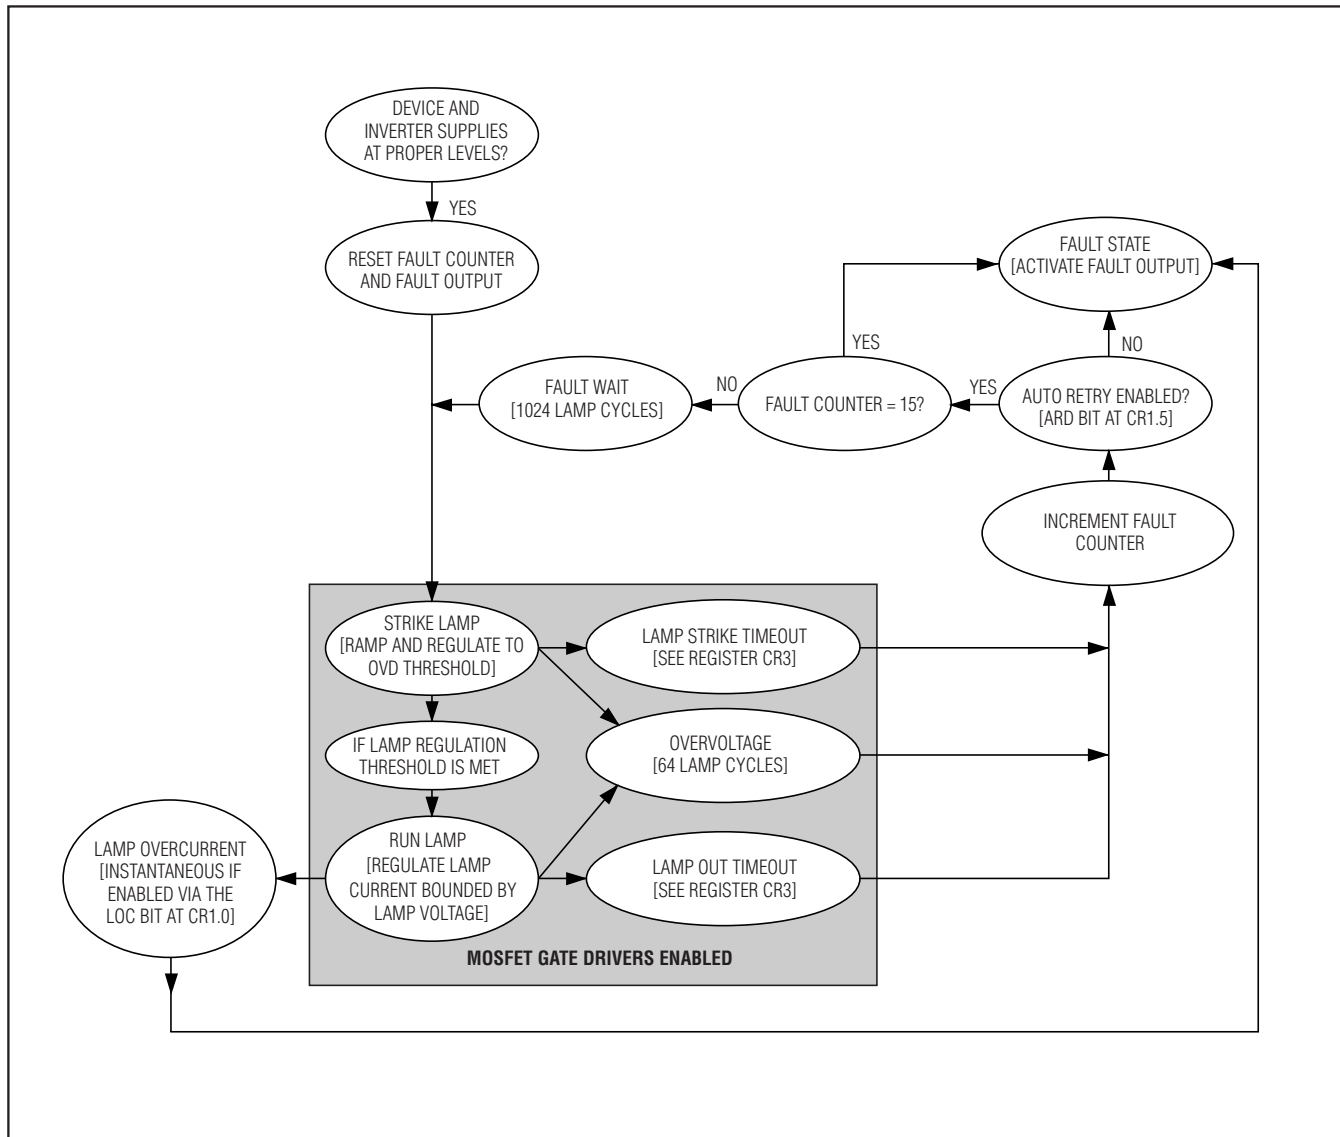 DEVICE AND
INVERTER SUPPLIES
AT PROPER LEVELS?
YES
RESET FAULT COUNTER
AND FAULT OUTPUT
FAULT STATE
[ACTIVATE FAULT OUTPUT]
YES
NO
FAULT WAIT
[1024 LAMP CYCLES]
NO
FAULT COUNTER = 15?
YES
AUTO RETRY ENABLED?
[ARD BIT AT CR1.5]
INCREMENT FAULT
COUNTER
STRIKE LAMP
[RAMP AND REGULATE TO
OVD THRESHOLD]
LAMP STRIKE TIMEOUT
[SEE REGISTER CR3]
IF LAMP REGULATION
THRESHOLD IS MET
OVERVOLTAGE
[64 LAMP CYCLES]
LAMP OVERCURRENT
[INSTANTANEOUS IF
ENABLED VIA THE
LOC BIT AT CR1.0]
RUN LAMP
[REGULATE LAMP
CURRENT BOUNDED BY
LAMP VOLTAGE]
LAMP OUT TIMEOUT
[SEE REGISTER CR3]
MOSFET GATE DRIVERS ENABLED